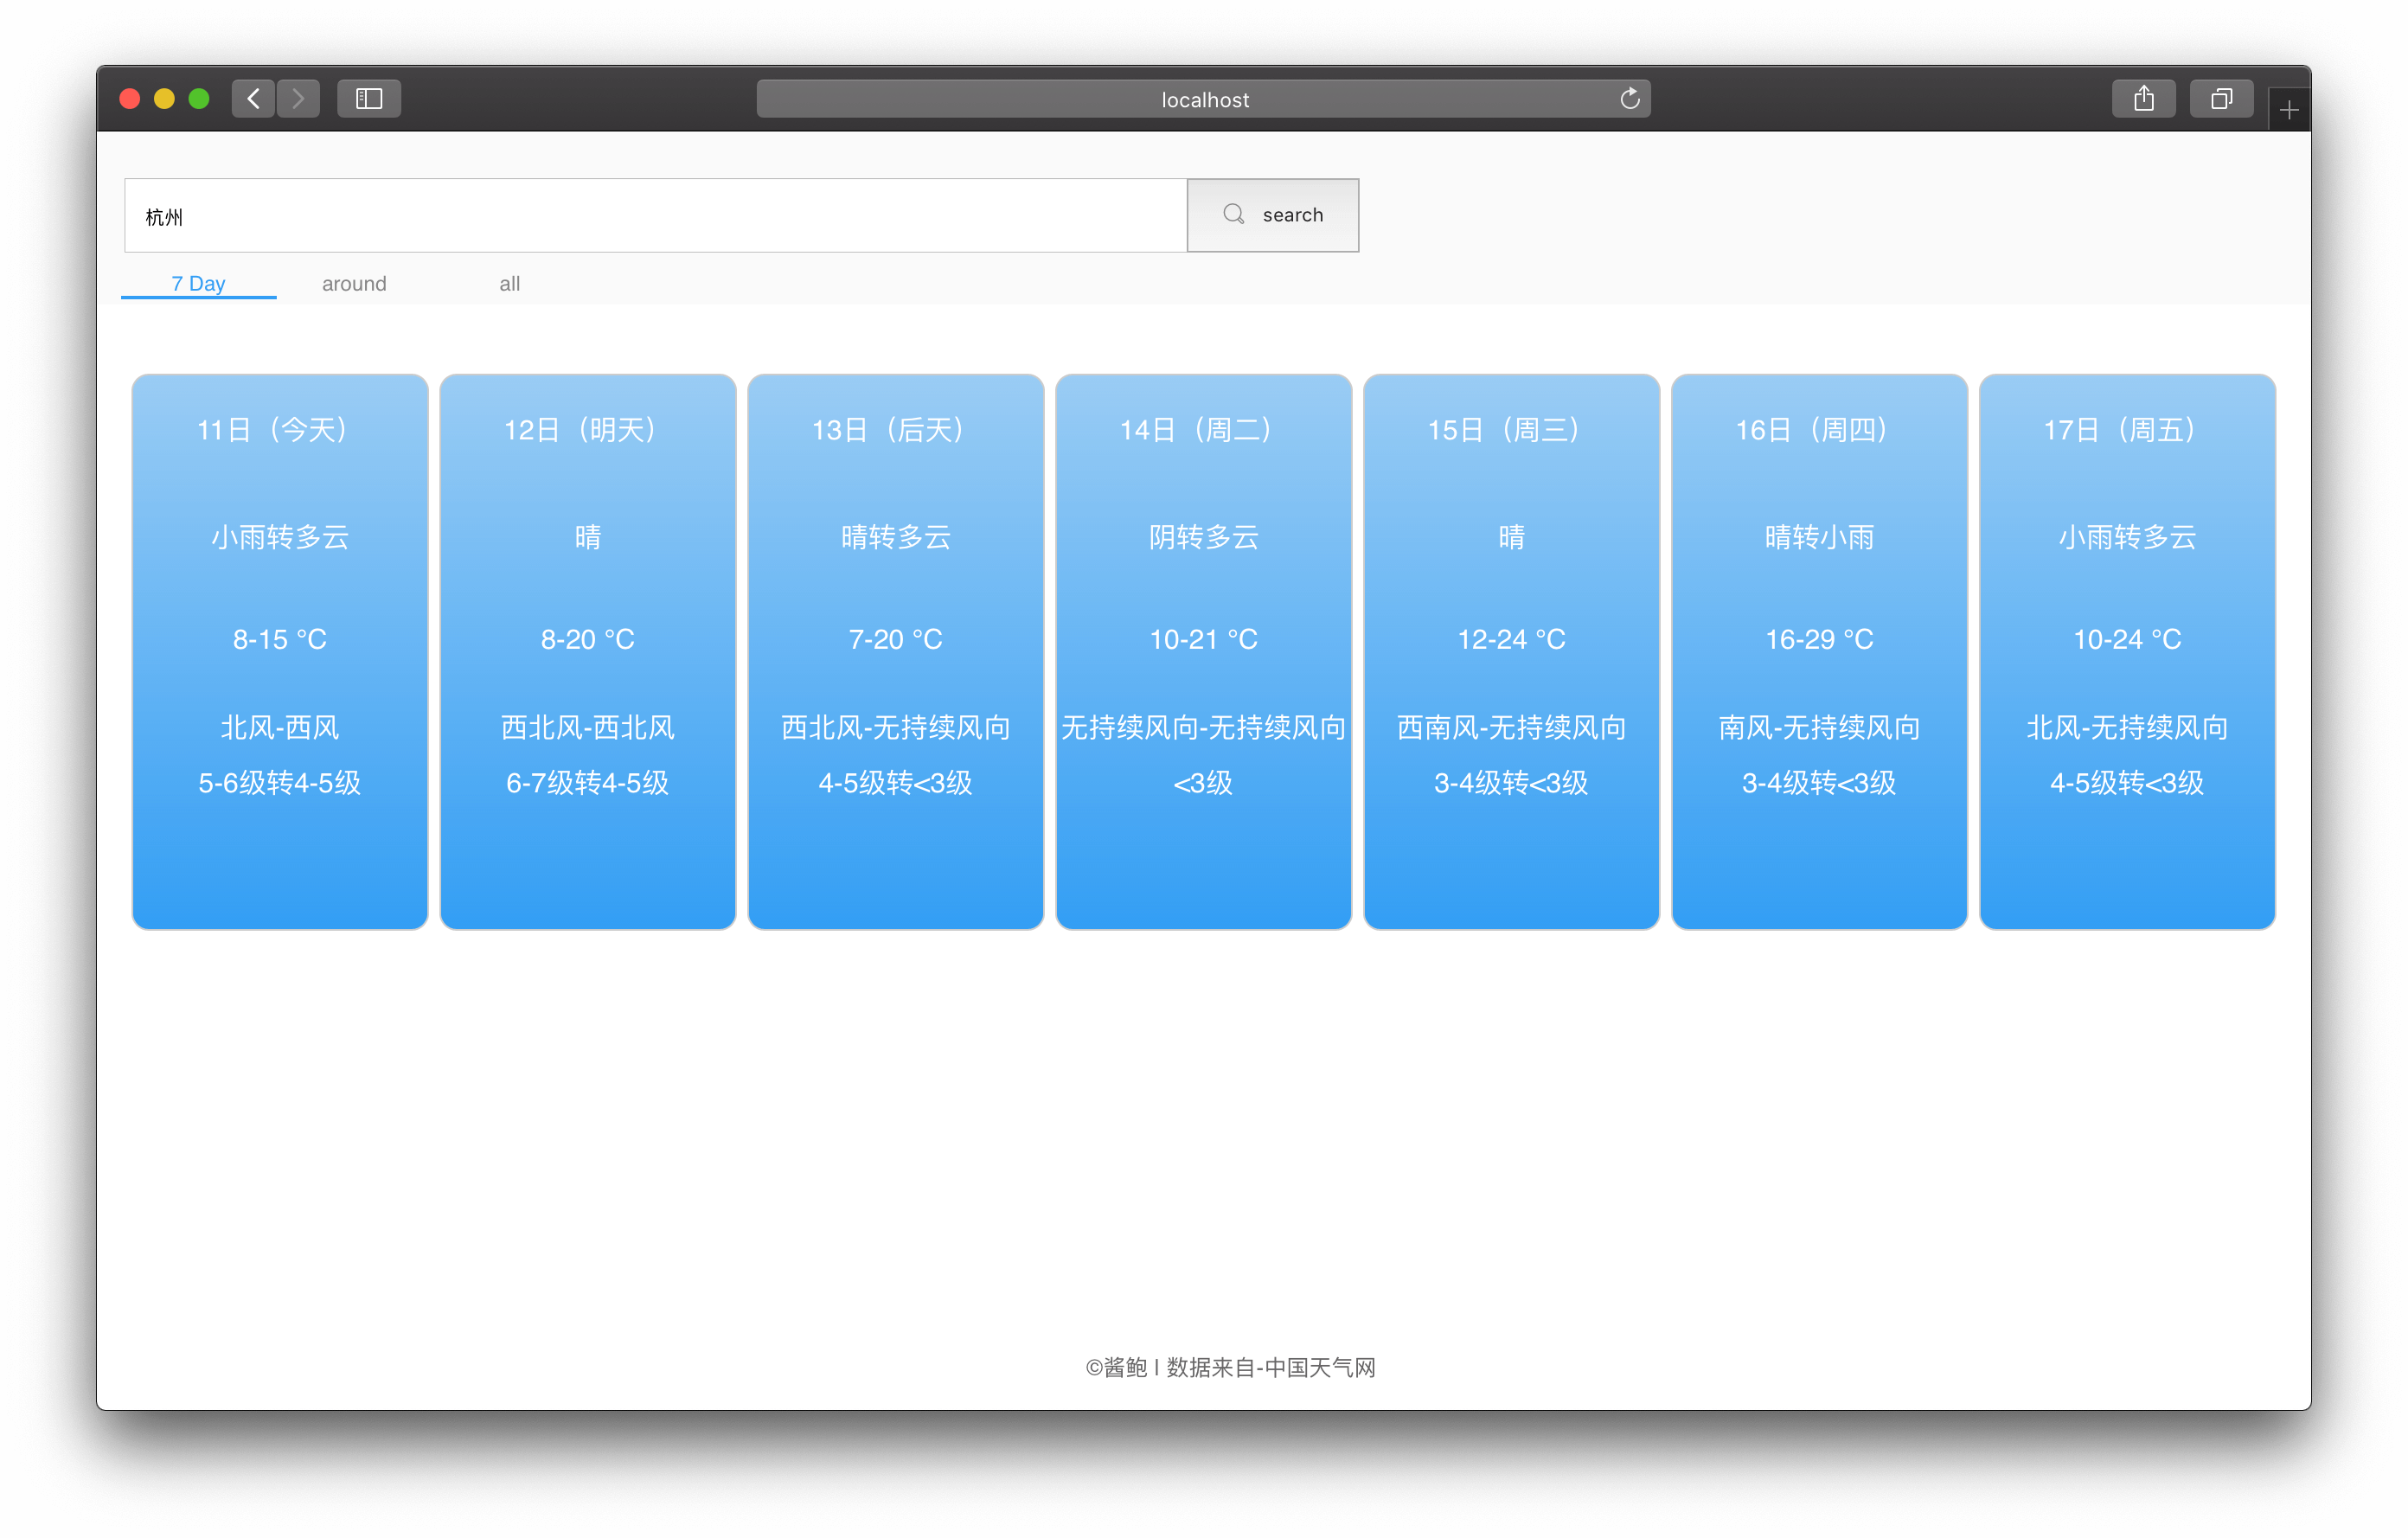 localhost
杭州
search
7 Day
around
all
11日（今天）
小雨转多云
8-15 °C
北风-西风
5-6级转4-5级
12日（明天）
晴
8-20 °C
西北风-西北风
6-7级转4-5级
13日（后天）
晴转多云
7-20 °C
西北风-无持续风向
4-5级转<3级
14日（周二）
阴转多云
10-21 °C
无持续风向-无持续风向
<3级
15日（周三）
晴
12-24 °C
西南风-无持续风向
3-4级转<3级
16日（周四）
晴转小雨
16-29 °C
南风-无持续风向
3-4级转<3级
17日（周五）
小雨转多云
10-24 °C
北风-无持续风向
4-5级转<3级
©酱鲍 | 数据来自-中国天气网